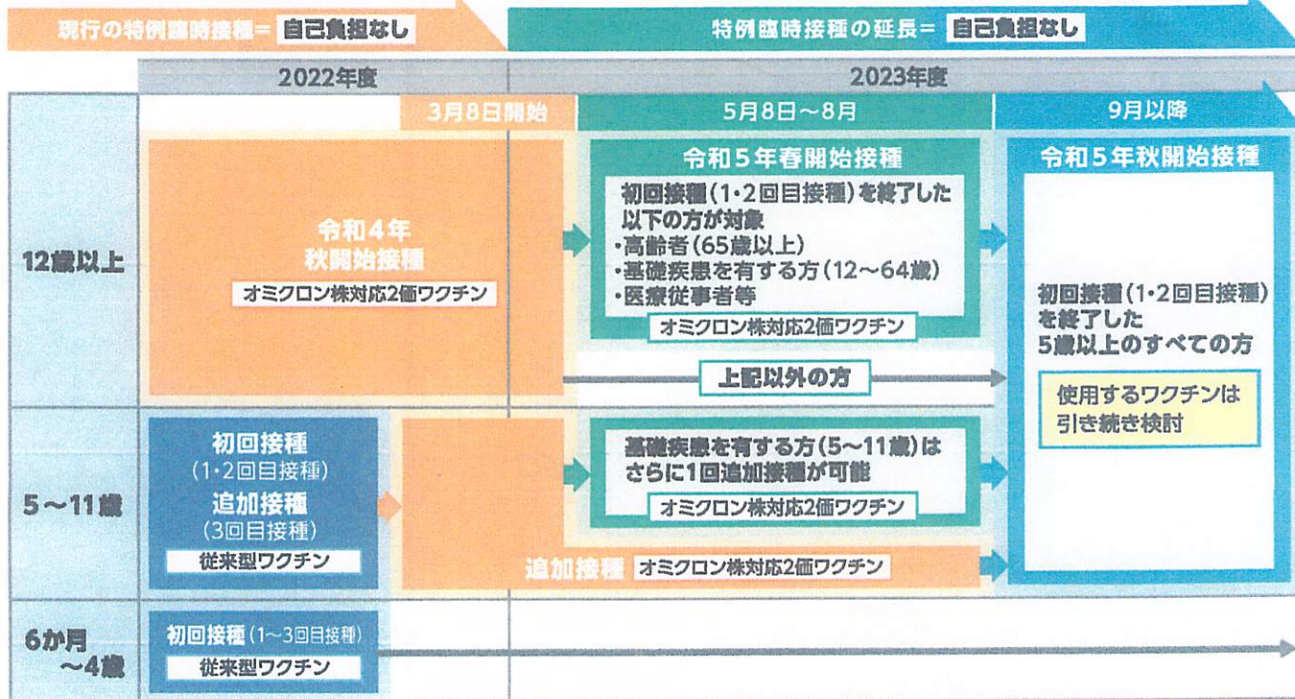 現行の特例臨時接種= 自己負担なし
特例臨時接種の延長= 自己負担なし
2022年度
2023年度
3月8日開始
5月8日～8月
9月以降
12歳以上
令和4年
秋開始接種
オミクロン株対応2価ワクチン
令和5年春開始接種
初回接種(1・2回目接種)を終了した
以下の方が対象
・高齢者(65歳以上)
・基礎疾患を有する方(12～64歳)
・医療従事者等
オミクロン株対応2価ワクチン
上記以外の方
令和5年秋開始接種
初回接種(1・2回目接種)
を終了した
5歳以上のすべての方
使用するワクチンは
引き続き検討
5～11歳
初回接種
(1・2回目接種)
追加接種
(3回目接種)
従来型ワクチン
基礎疾患を有する方(5～11歳)は
さらに1回追加接種が可能
オミクロン株対応2価ワクチン
追加接種 オミクロン株対応2価ワクチン
6か月
～4歳
初回接種(1～3回目接種)
従来型ワクチン